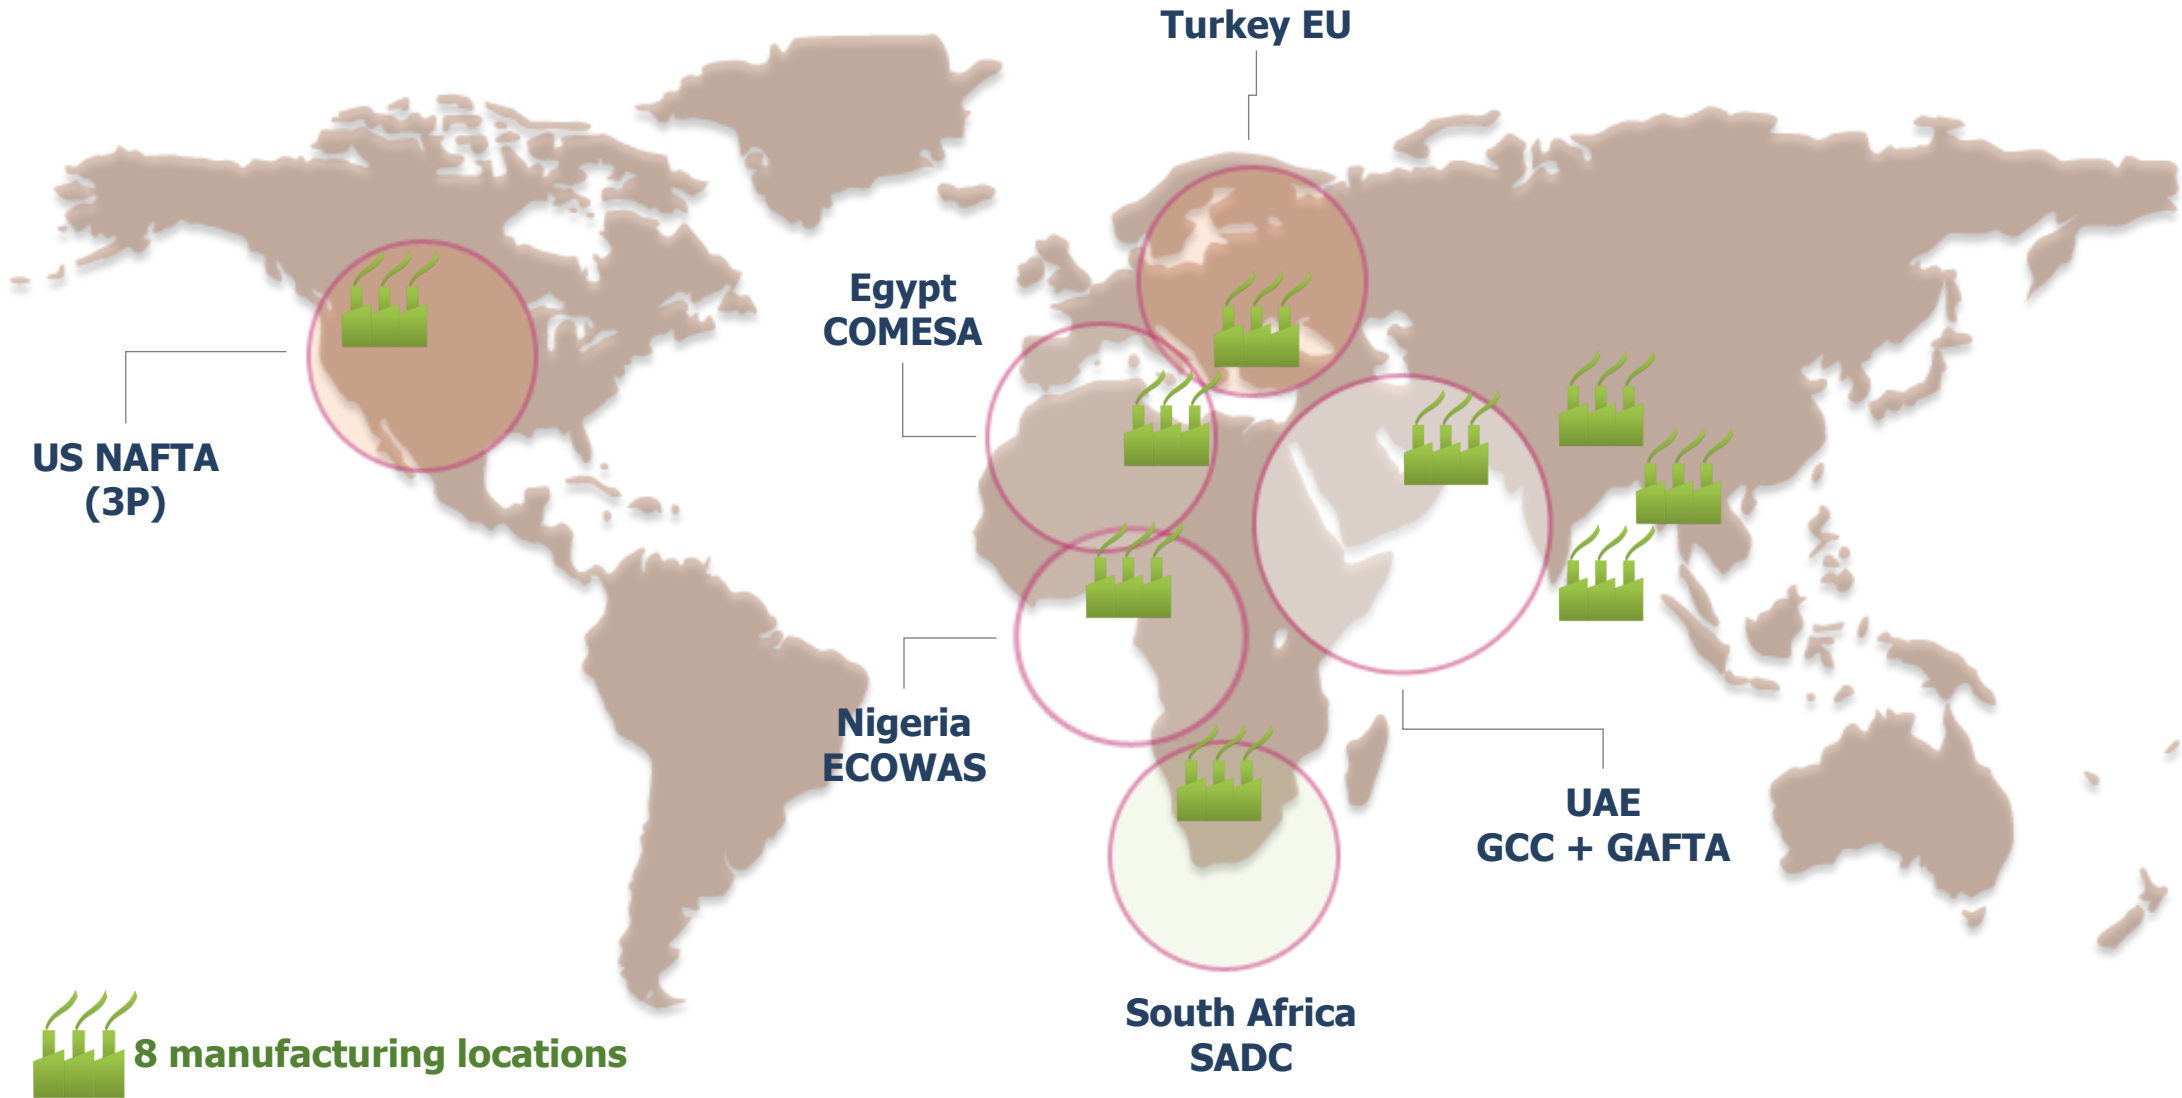 Turkey EU
Egypt
COMESA
US NAFTA
(3P)
Nigeria
ECOWAS
UAE
GCC + GAFTA
South Africa
SADC
8 manufacturing locations